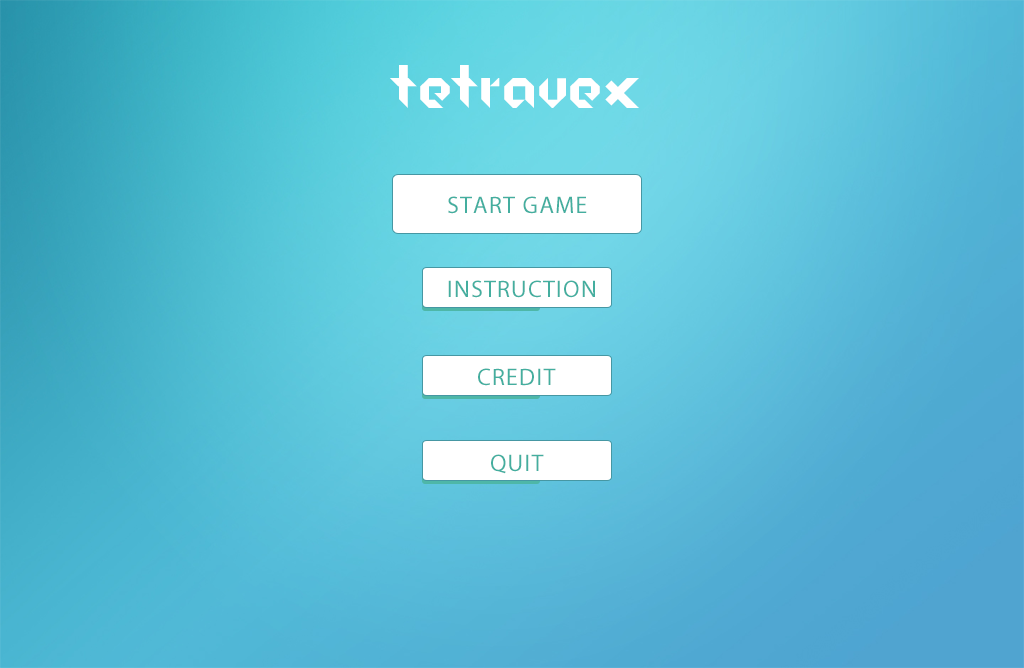 tetravex
START GAME
INSTRUCTION
CREDIT
QUIT